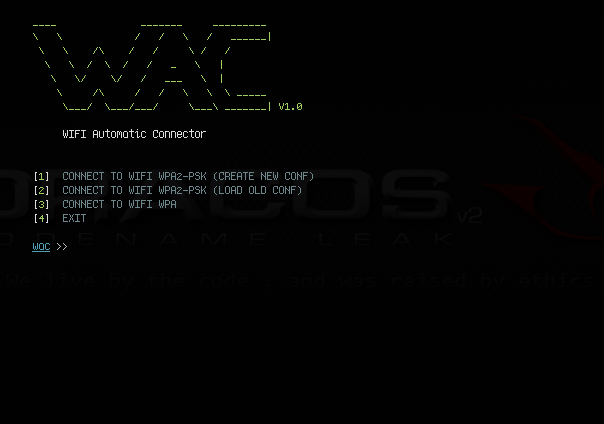 WAC
V1.0
WIFI Automatic Connector
[1] CONNECT TO WIFI WPA2-PSK (CREATE NEW CONF)
[2] CONNECT TO WIFI WPA2-PSK (LOAD OLD CONF)
[3] CONNECT TO WIFI WPA
[4] EXIT
WAC >>
v2
CODENAME LEAK
We live by the code , and was raised by ethics